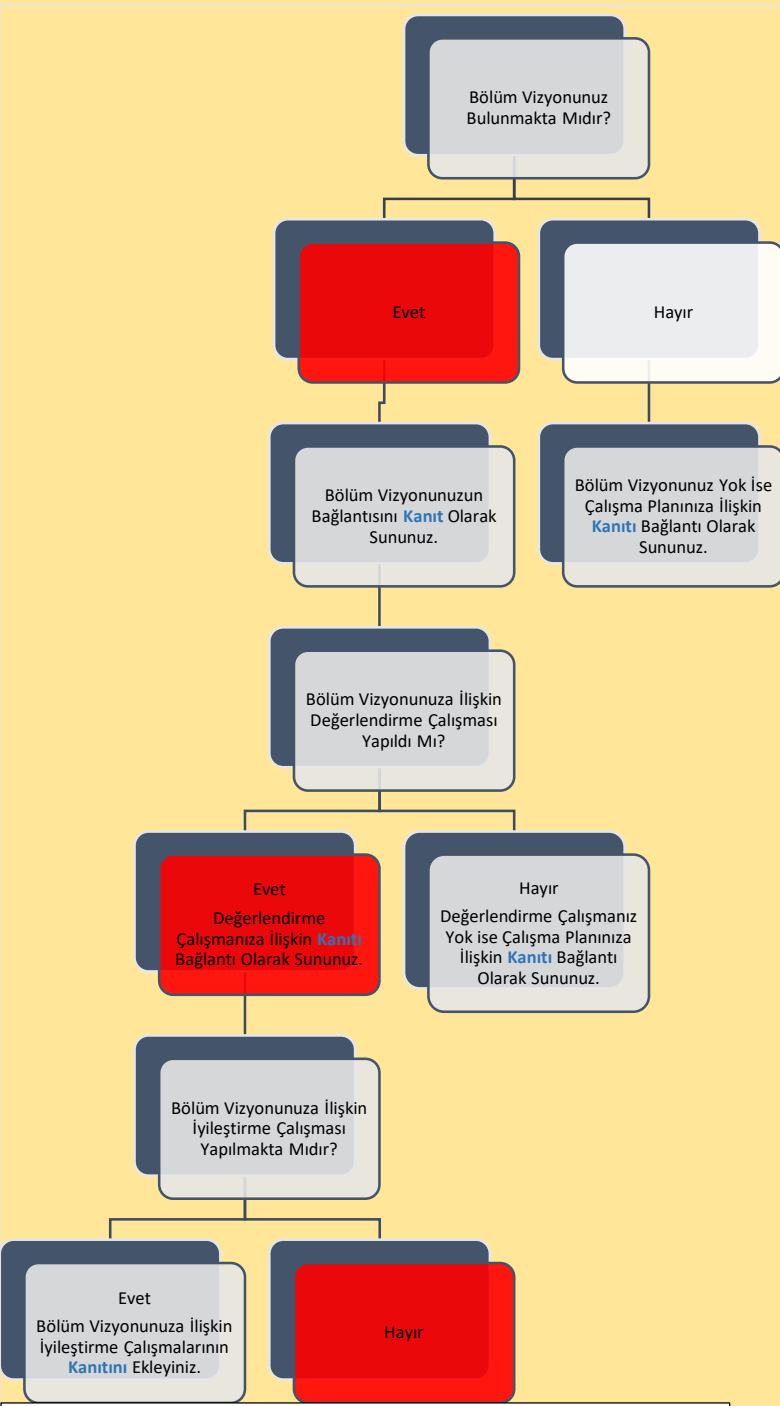 Bölüm Vizyonunuz
Bulunmakta Mıdır?
Evet
Hayır
Bölüm Vizyonunuzun
Bağlantısını Kanıt Olarak
Sununuz.
Bölüm Vizyonunuz Yok İse
Çalışma Planınıza İlişkin
Kanıtı Bağlantı Olarak
Sununuz.
Bölüm Vizyonunuza İlişkin
Değerlendirme Çalışması
Yapıldı Mı?
Evet
Değerlendirme
Çalışmanıza İlişkin Kanıtı
Bağlantı Olarak Sununuz.
Hayır
Değerlendirme Çalışmanız
Yok ise Çalışma Planınıza
İlişkin Kanıtı Bağlantı
Olarak Sununuz.
Bölüm Vizyonunuza İlişkin
İyileştirme Çalışması
Yapılmakta Mıdır?
Evet
Bölüm Vizyonunuza İlişkin
İyileştirme Çalışmalarının
Kanıtını Ekleyiniz.
Hayır